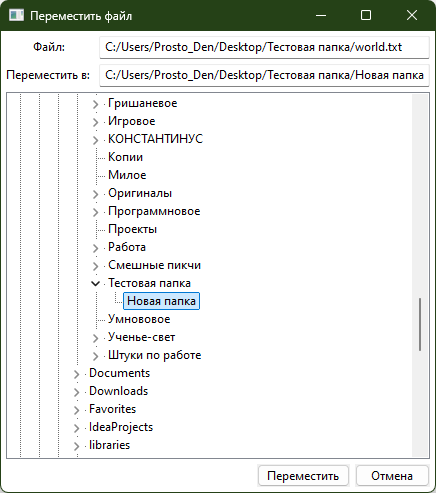 Переместить файл
Файл: C:/Users/Prosto_Den/Desktop/Тестовая папка/world.txt
Переместить в: C:/Users/Prosto_Den/Desktop/Тестовая папка/Новая папка
Гришаневое
Игровое
КОНСТАНТИНУС
Копии
Милое
Оригиналы
Программновое
Проекты
Работа
Смешные пикчи
Тестовая папка
Новая папка
Умнововое
Ученье-свет
Штуки по работе
Documents
Downloads
Favorites
IdeaProjects
libraries
Переместить Отмена